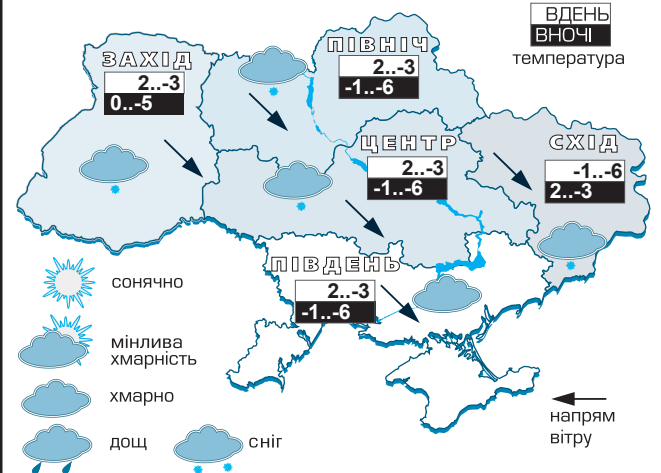 ВДЕНЬ
ВНОЧІ
температура
ПІВНІЧ
2..-3
-1..-6
ЗАХІД
2..-3
0..-5
ЦЕНТР
2..-3
-1..-6
СХІД
-1..-6
2..-3
ПІВДЕНЬ
2..-3
-1..-6
сонячно
мінлива
хмарність
хмарно
дощ
сніг
напрям
вітру